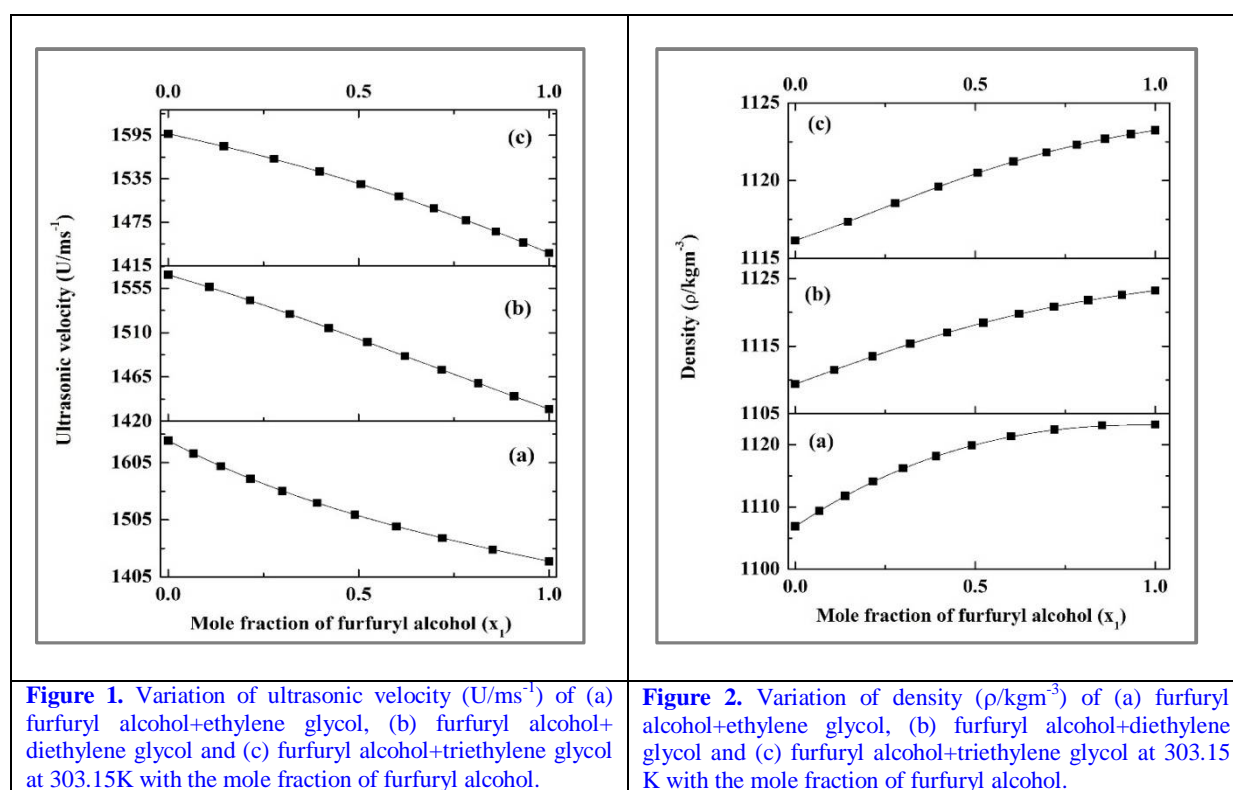 0.0 0.5 1.0
1595
1535
1475
1415
(c)
1555
1510
1465
1420
(b)
1605
1505
1405
(a)
0.0 0.5 1.0
Ultrasonic velocity (U/ms-1)
Mole fraction of furfuryl alcohol (x1)
Figure 1. Variation of ultrasonic velocity (U/ms-1) of (a)
furfuryl alcohol+ethylene glycol, (b) furfuryl alcohol+
diethylene glycol and (c) furfuryl alcohol+triethylene glycol
at 303.15K with the mole fraction of furfuryl alcohol.
0.0 0.5 1.0
1125
1120
1115
(c)
1125
1115
1105
(b)
1120
1110
1100
(a)
0.0 0.5 1.0
Density (ρ/kgm-3)
Mole fraction of furfuryl alcohol (x1)
Figure 2. Variation of density (ρ/kgm-3) of (a) furfuryl
alcohol+ethylene glycol, (b) furfuryl alcohol+diethylene
glycol and (c) furfuryl alcohol+triethylene glycol at 303.15
K with the mole fraction of furfuryl alcohol.